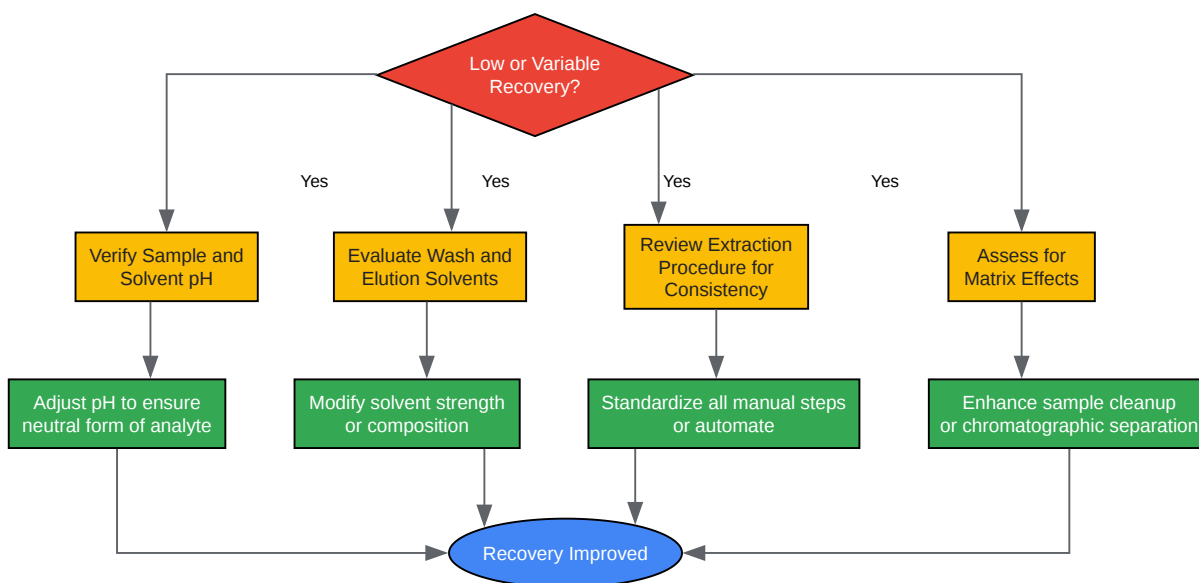 Low or Variable
Recovery?
Yes
Yes
Yes
Yes
Verify Sample and
Solvent pH
Evaluate Wash and
Elution Solvents
Review Extraction
Procedure for
Consistency
Assess for
Matrix Effects
Adjust pH to ensure
neutral form of analyte
Modify solvent strength
or composition
Standardize all manual steps
or automate
Enhance sample cleanup
or chromatographic separation
Recovery Improved